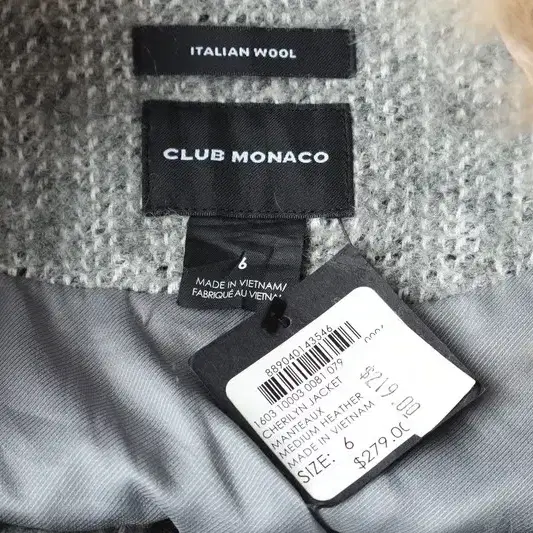 ITALIAN WOOL
CLUB MONACO
6
MADE IN VIETNAM/
FABRIQUÉ AU VIETNAM
889040143546
1603 10003 0081 079
CHERILYN JACKET
MANTEAUX
MEDIUM HEATHER
MADE IN VIETNAM
SIZE: 6
$219.00
$279.00